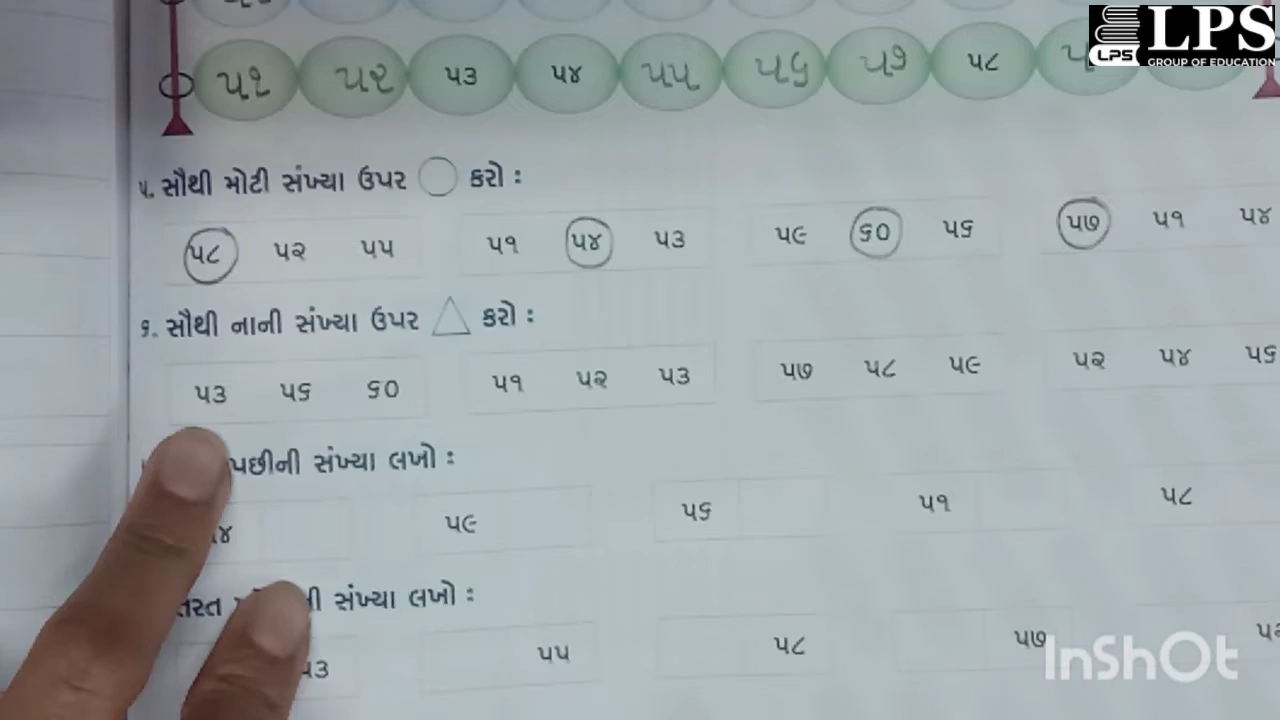 LPS
LPS
GROUP OF EDUCATION
૫૧ ૫૨ ૫૩ ૫૪ ૫૫ ૫૬ ૫૭ ૫૮
૫. સૌથી મોટી સંખ્યા ઉપર ○ કરો :
૫૮ ૫૨ ૫૫ ૫૧ ૫૪ ૫૩ ૫૯ ૬૦ ૫૬ ૫૭ ૫૧ ૫૪
૬. સૌથી નાની સંખ્યા ઉપર △ કરો :
૫૩ ૫૬ ૬૦ ૫૧ ૫૨ ૫૩ ૫૭ ૫૮ ૫૯ ૫૨ ૫૪ ૫૬
પછીની સંખ્યા લખો :
૫૯ ૫૬ ૫૧ ૫૮
તરત સંખ્યા લખો :
૫૩ ૫૫ ૫૮ ૫૭
InShOt